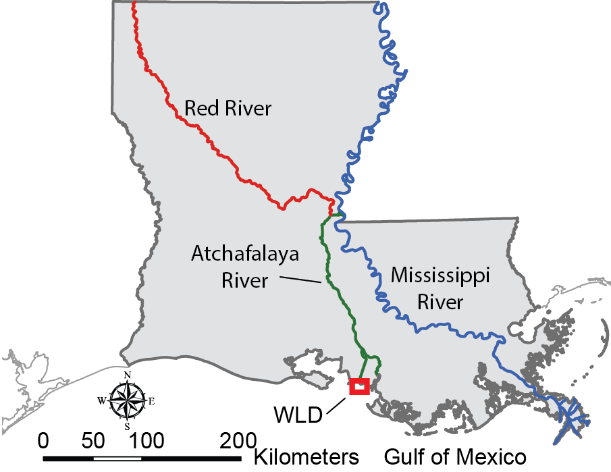 Red River
Atchafalaya
River
Mississippi
River
N
W E
S
WLD
0 50 100 200
Kilometers
Gulf of Mexico